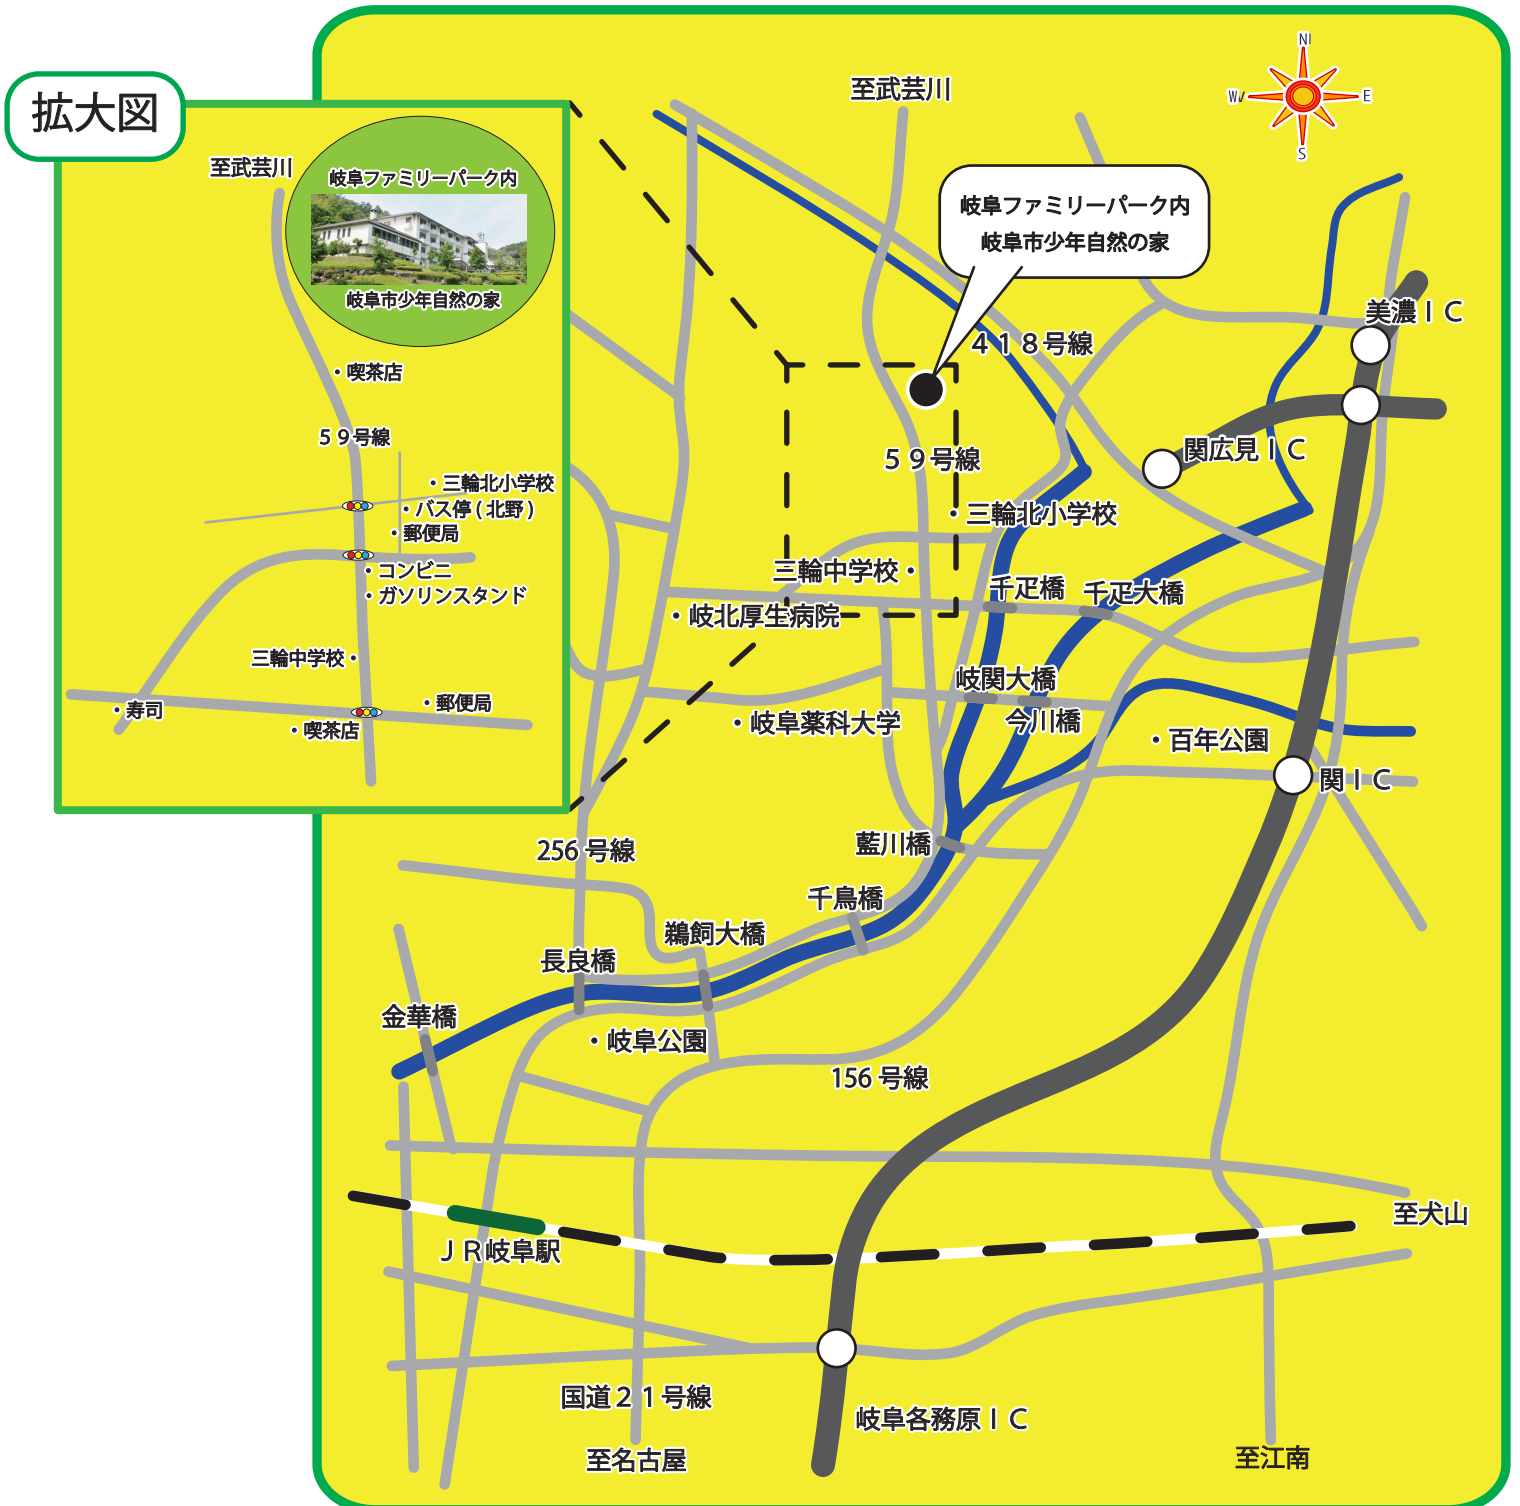 拡大図
至武芸川
岐阜ファミリーパーク内
岐阜市少年自然の家
・喫茶店
５９号線
・三輪北小学校
・バス停(北野)
・郵便局
・コンビニ
・ガソリンスタンド
三輪中学校・
・郵便局
・寿司
・喫茶店
N
W
E
S
至武芸川
岐阜ファミリーパーク内
岐阜市少年自然の家
美濃ＩＣ
４１８号線
関広見ＩＣ
５９号線
・三輪北小学校
三輪中学校・
千疋橋
千疋大橋
・岐北厚生病院
岐関大橋
今川橋
・岐阜薬科大学
・百年公園
関ＩＣ
256号線
藍川橋
千鳥橋
鵜飼大橋
長良橋
金華橋
・岐阜公園
156号線
至犬山
ＪＲ岐阜駅
国道２１号線
岐阜各務原ＩＣ
至名古屋
至江南